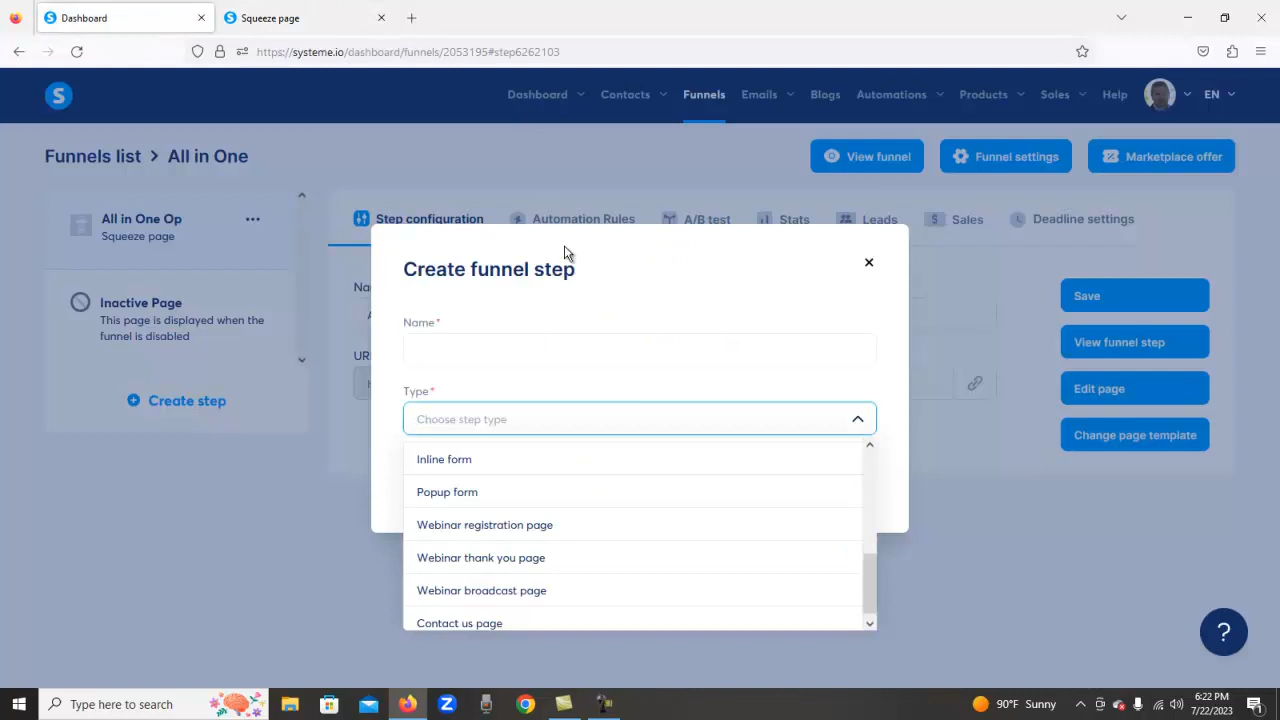 Dashboard
Squeeze page
https://systeme.io/dashboard/funnels/2053195#step6262103
S
Dashboard
Contacts
Funnels
Emails
Blogs
Automations
Products
Sales
Help
EN
Funnels list > All in One
View funnel
Funnel settings
Marketplace offer
All in One Op
Squeeze page
Step configuration
Automation Rules
A/B test
Stats
Leads
Sales
Deadline settings
Create funnel step
Inactive Page
This page is displayed when the
funnel is disabled
Create step
Name*
Type*
Choose step type
Inline form
Popup form
Webinar registration page
Webinar thank you page
Webinar broadcast page
Contact us page
Save
View funnel step
Edit page
Change page template
?
Type here to search
90°F Sunny
6:22 PM
7/22/2023